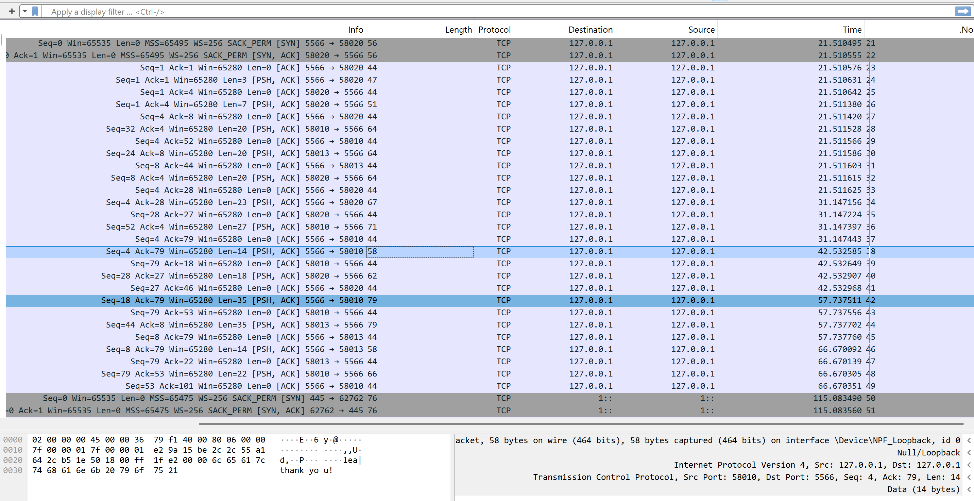 Apply a display filter ... <Ctrl-/>
Info Length Protocol Destination Source Time No.
Seq=0 Win=65535 Len=0 MSS=65495 WS=256 SACK_PERM [SYN] 5566 → 58020 56 TCP 127.0.0.1 127.0.0.1 21.510495 21
0 Ack=1 Win=65535 Len=0 MSS=65495 WS=256 SACK_PERM [SYN, ACK] 58020 → 5566 56 TCP 127.0.0.1 127.0.0.1 21.510555 22
Seq=1 Ack=1 Win=65280 Len=0 [ACK] 5566 → 58020 44 TCP 127.0.0.1 127.0.0.1 21.510576 23
Seq=1 Ack=1 Win=65280 Len=3 [PSH, ACK] 5566 → 58020 47 TCP 127.0.0.1 127.0.0.1 21.510631 24
Seq=1 Ack=4 Win=65280 Len=0 [ACK] 58020 → 5566 44 TCP 127.0.0.1 127.0.0.1 21.510642 25
Seq=1 Ack=4 Win=65280 Len=7 [PSH, ACK] 58020 → 5566 51 TCP 127.0.0.1 127.0.0.1 21.511380 26
Seq=4 Ack=8 Win=65280 Len=0 [ACK] 5566 → 58020 44 TCP 127.0.0.1 127.0.0.1 21.511420 27
Seq=32 Ack=4 Win=65280 Len=20 [PSH, ACK] 58010 → 5566 64 TCP 127.0.0.1 127.0.0.1 21.511528 28
Seq=4 Ack=52 Win=65280 Len=0 [ACK] 5566 → 58010 44 TCP 127.0.0.1 127.0.0.1 21.511566 29
Seq=24 Ack=8 Win=65280 Len=20 [PSH, ACK] 58013 → 5566 64 TCP 127.0.0.1 127.0.0.1 21.511586 30
Seq=8 Ack=44 Win=65280 Len=0 [ACK] 5566 → 58013 44 TCP 127.0.0.1 127.0.0.1 21.511603 31
Seq=8 Ack=4 Win=65280 Len=20 [PSH, ACK] 58020 → 5566 64 TCP 127.0.0.1 127.0.0.1 21.511615 32
Seq=4 Ack=28 Win=65280 Len=0 [ACK] 5566 → 58020 44 TCP 127.0.0.1 127.0.0.1 21.511625 33
Seq=4 Ack=28 Win=65280 Len=23 [PSH, ACK] 5566 → 58020 67 TCP 127.0.0.1 127.0.0.1 31.147156 34
Seq=28 Ack=27 Win=65280 Len=0 [ACK] 58020 → 5566 44 TCP 127.0.0.1 127.0.0.1 31.147224 35
Seq=52 Ack=4 Win=65280 Len=27 [PSH, ACK] 58010 → 5566 71 TCP 127.0.0.1 127.0.0.1 31.147397 36
Seq=4 Ack=79 Win=65280 Len=0 [ACK] 5566 → 58010 44 TCP 127.0.0.1 127.0.0.1 31.147443 37
Seq=4 Ack=79 Win=65280 Len=14 [PSH, ACK] 5566 → 58010 58 TCP 127.0.0.1 127.0.0.1 42.532585 38
Seq=79 Ack=18 Win=65280 Len=0 [ACK] 58010 → 5566 44 TCP 127.0.0.1 127.0.0.1 42.532649 39
Seq=28 Ack=27 Win=65280 Len=18 [PSH, ACK] 58020 → 5566 62 TCP 127.0.0.1 127.0.0.1 42.532907 40
Seq=27 Ack=46 Win=65280 Len=0 [ACK] 5566 → 58020 44 TCP 127.0.0.1 127.0.0.1 42.532968 41
Seq=18 Ack=79 Win=65280 Len=35 [PSH, ACK] 5566 → 58010 79 TCP 127.0.0.1 127.0.0.1 57.737511 42
Seq=79 Ack=53 Win=65280 Len=0 [ACK] 58010 → 5566 44 TCP 127.0.0.1 127.0.0.1 57.737556 43
Seq=44 Ack=8 Win=65280 Len=35 [PSH, ACK] 58013 → 5566 79 TCP 127.0.0.1 127.0.0.1 57.737702 44
Seq=8 Ack=79 Win=65280 Len=0 [ACK] 5566 → 58013 44 TCP 127.0.0.1 127.0.0.1 57.737760 45
Seq=8 Ack=79 Win=65280 Len=14 [PSH, ACK] 5566 → 58013 58 TCP 127.0.0.1 127.0.0.1 66.670092 46
Seq=79 Ack=22 Win=65280 Len=0 [ACK] 58013 → 5566 44 TCP 127.0.0.1 127.0.0.1 66.670139 47
Seq=79 Ack=53 Win=65280 Len=22 [PSH, ACK] 58010 → 5566 66 TCP 127.0.0.1 127.0.0.1 66.670305 48
Seq=53 Ack=101 Win=65280 Len=0 [ACK] 5566 → 58010 44 TCP 127.0.0.1 127.0.0.1 66.670351 49
Seq=0 Win=65535 Len=0 MSS=65475 WS=256 SACK_PERM [SYN] 445 → 62762 76 TCP 1:: 1:: 115.083490 50
=0 Ack=1 Win=65535 Len=0 MSS=65475 WS=256 SACK_PERM [SYN, ACK] 62762 → 445 76 TCP 1:: 1:: 115.083560 51
0000 02 00 00 00 45 00 00 36 79 f1 40 00 80 06 00 00 ····E··6 y·@·····
0010 7f 00 00 01 7f 00 00 01 e2 9a 15 be 2c 2c 55 a1 ········ ····,,U·
0020 64 2c b5 1e 50 18 00 ff 1f e2 00 00 6c 65 61 7c d,··P··· ····lea|
0030 74 68 61 6e 6b 20 79 6f 75 21 thank yo u!
acket, 58 bytes on wire (464 bits), 58 bytes captured (464 bits) on interface \Device\NPF_Loopback, id 0
Null/Loopback
Internet Protocol Version 4, Src: 127.0.0.1, Dst: 127.0.0.1
Transmission Control Protocol, Src Port: 58010, Dst Port: 5566, Seq: 4, Ack: 79, Len: 14
Data (14 bytes)